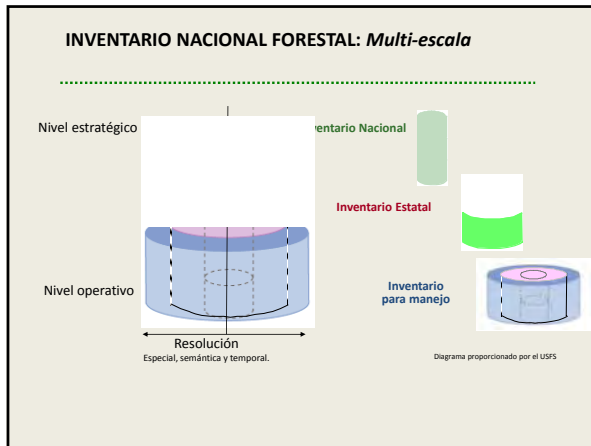 INVENTARIO NACIONAL FORESTAL: Multi-escala
Nivel estratégico
ventario Nacional
Inventario Estatal
Nivel operativo
Inventario
para manejo
Resolución
Especial, semántica y temporal.
Diagrama proporcionado por el USFS